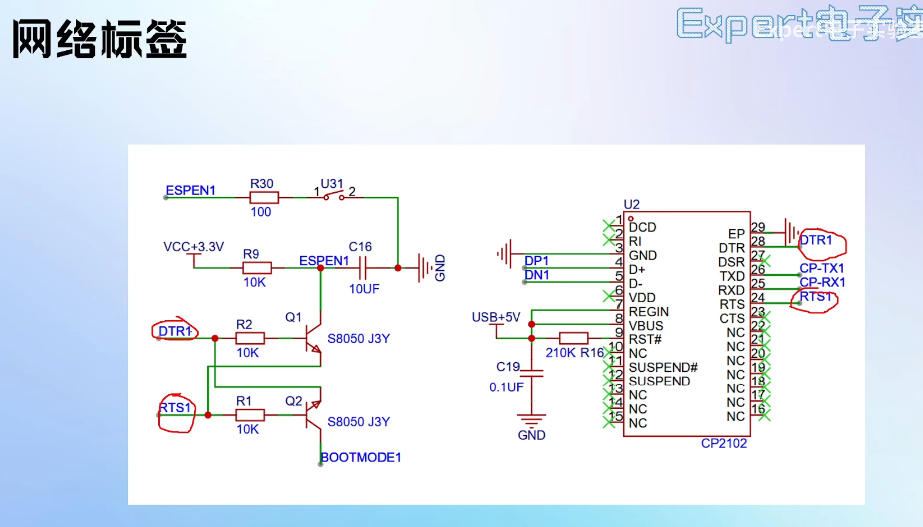 网络标签
Expert电子实
ESPEN1
R30
100
U31
1
2
VCC+3.3V
R9
10K
ESPEN1
C16
10UF
GND
DTR1
R2
10K
Q1
S8050 J3Y
RTS1
R1
10K
Q2
S8050 J3Y
BOOTMODE1
U2
DP1
DN1
USB+5V
210K R16
C19
0.1UF
GND
1 DCD
2 RI
3 GND
4 D+
5 D-
6 VDD
7 REGIN
8 VBUS
9 RST#
10 NC
11 SUSPEND#
12 SUSPEND
13 NC
14 NC
15 NC
EP 29
DTR 28
DSR 27
TXD 26
RXD 25
RTS 24
CTS 23
NC 22
NC 21
NC 20
NC 19
NC 18
NC 17
NC 16
DTR1
CP-TX1
CP-RX1
RTS1
CP2102